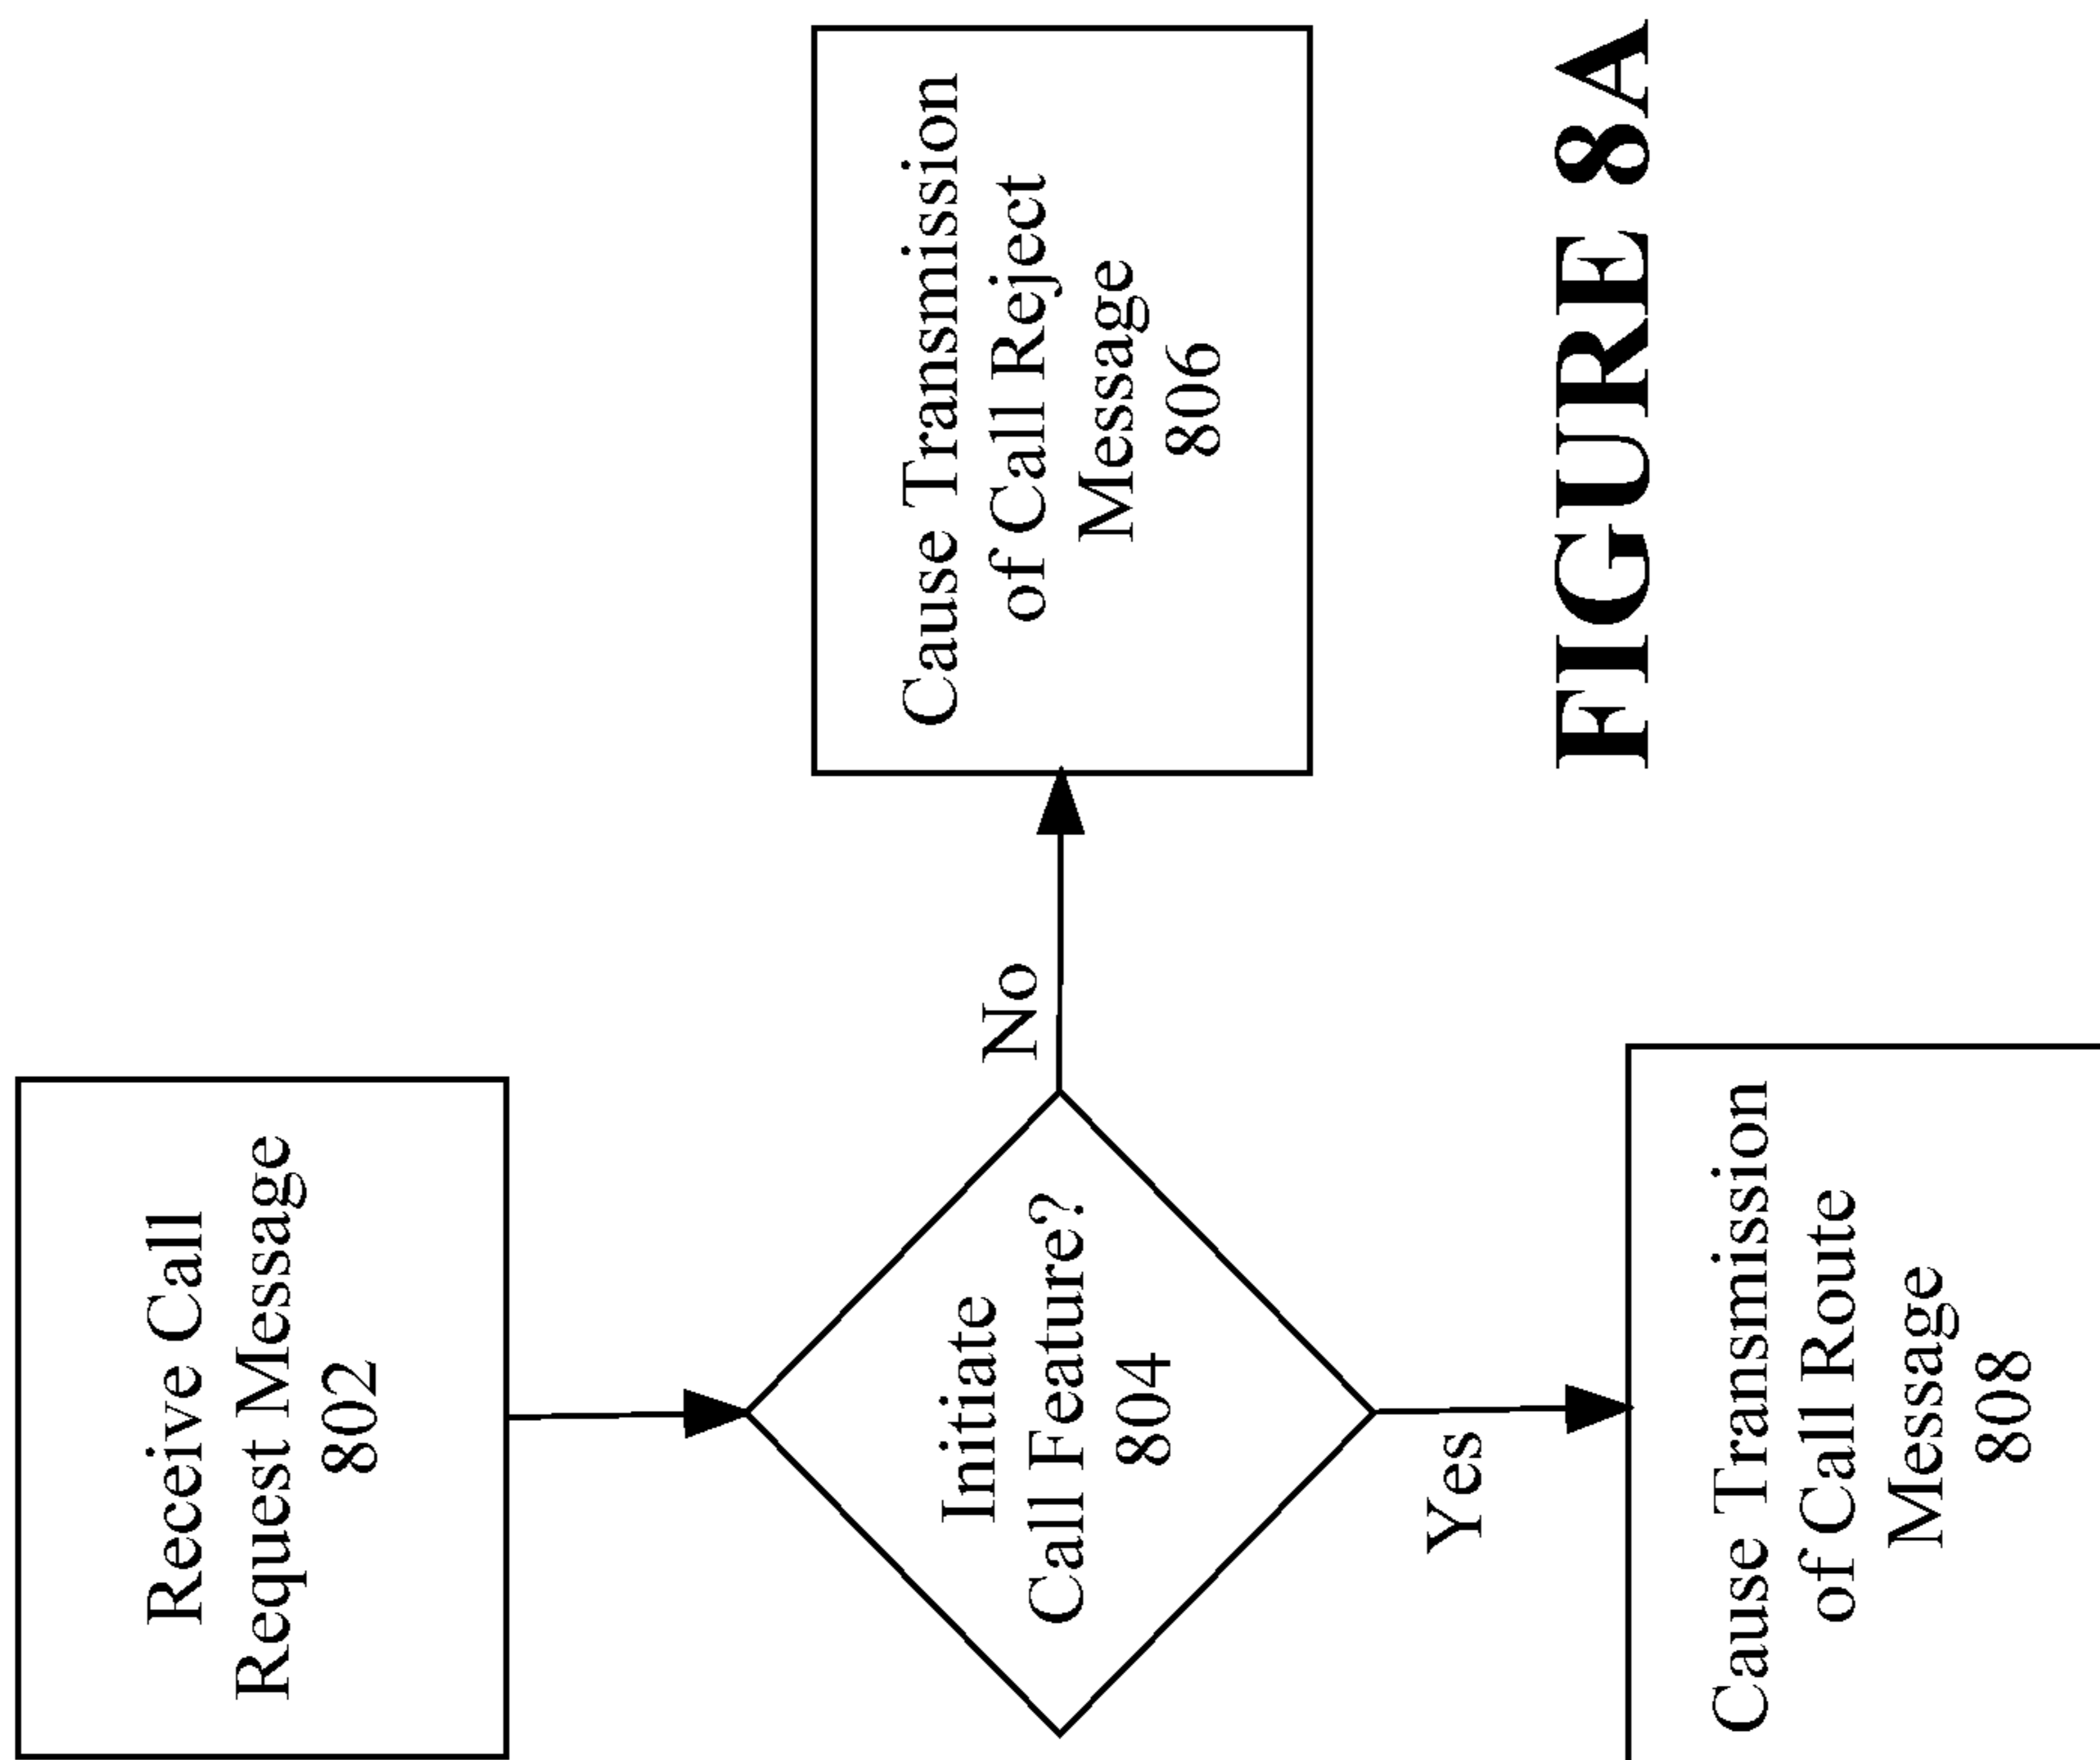 Receive Call
Request Message
802
Initiate
Call Feature?
804
No
Cause Transmission
of Call Reject
Message
806
Yes
Cause Transmission
of Call Route
Message
808
FIGURE 8A